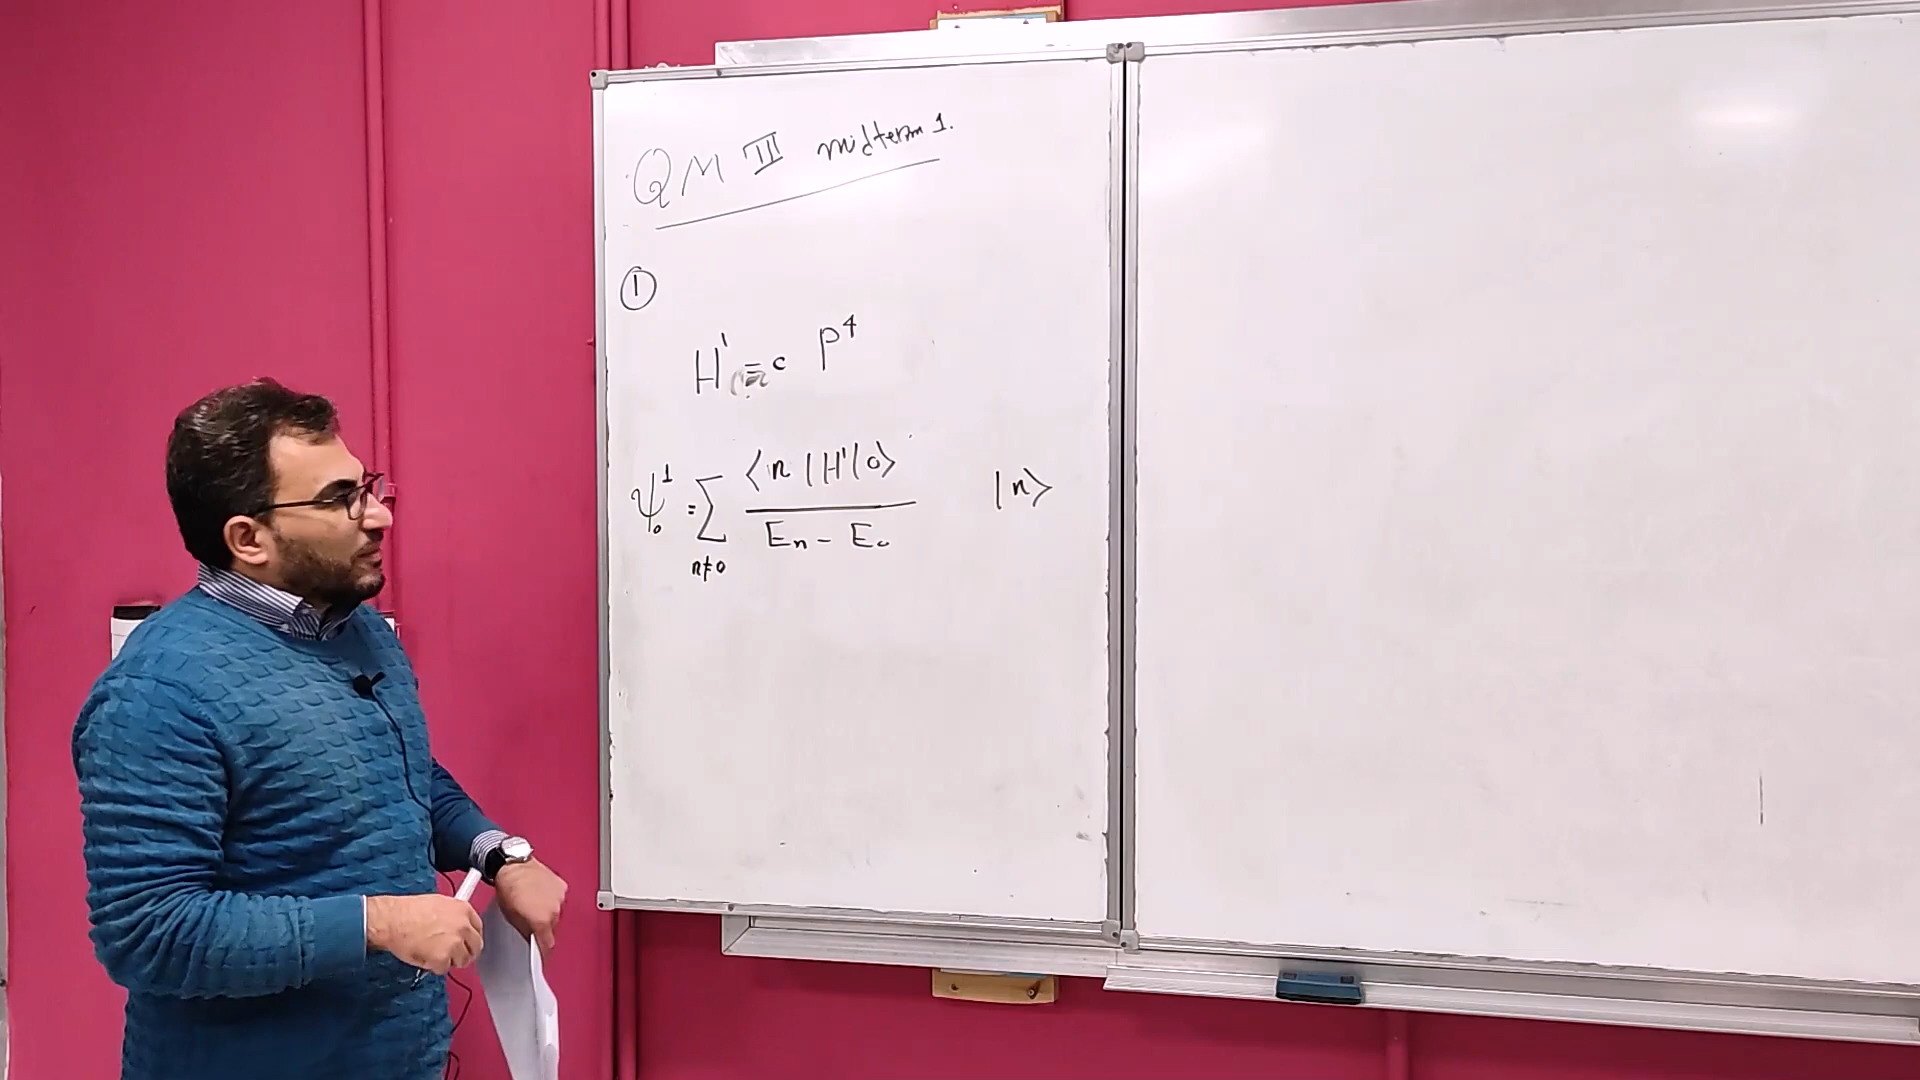 QM III midterm 1.
①
H' = c P⁴
ψ₀¹ = ∑ₙ≠₀ ⟨n|H'|0⟩ / (Eₙ - E₀) |n⟩